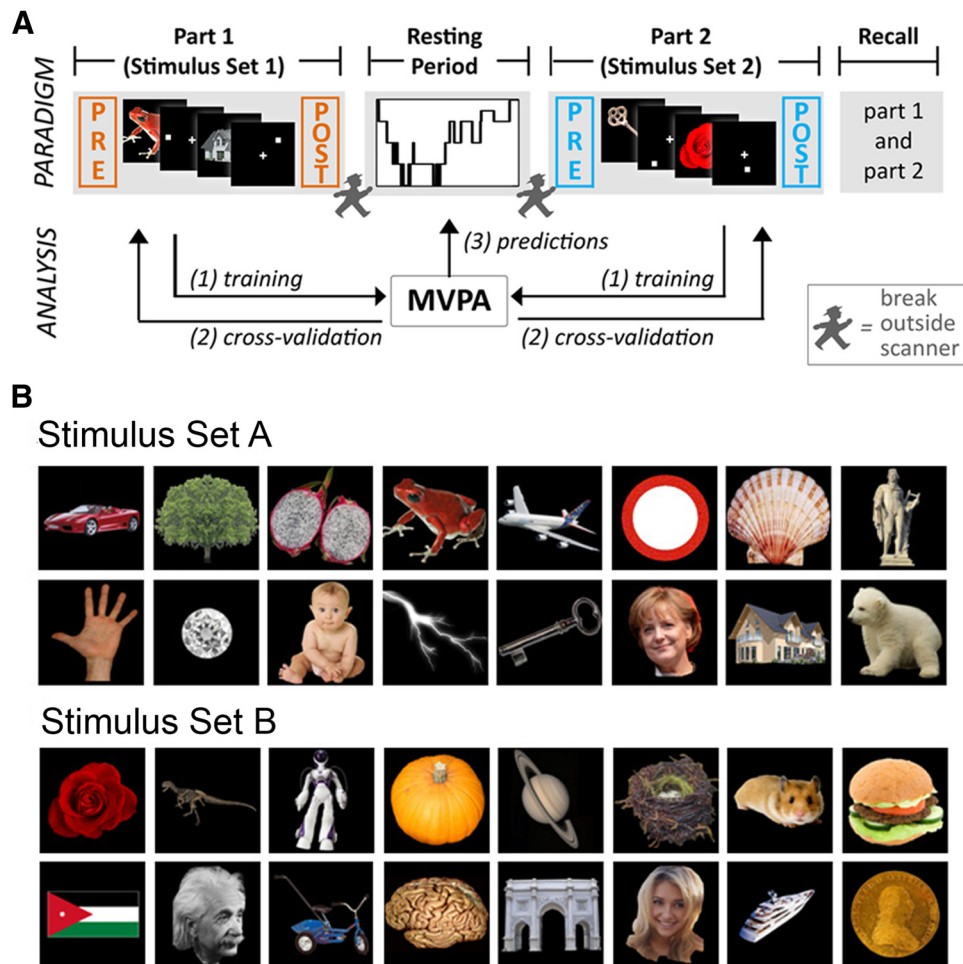 A
PARADIGM
Part 1
(Stimulus Set 1)
Resting
Period
Part 2
(Stimulus Set 2)
Recall
PRE
POST
PRE
POST
part 1
and
part 2
ANALYSIS
(3) predictions
(1) training
MVPA
(1) training
(2) cross-validation
(2) cross-validation
= break
outside
scanner
B
Stimulus Set A
Stimulus Set B